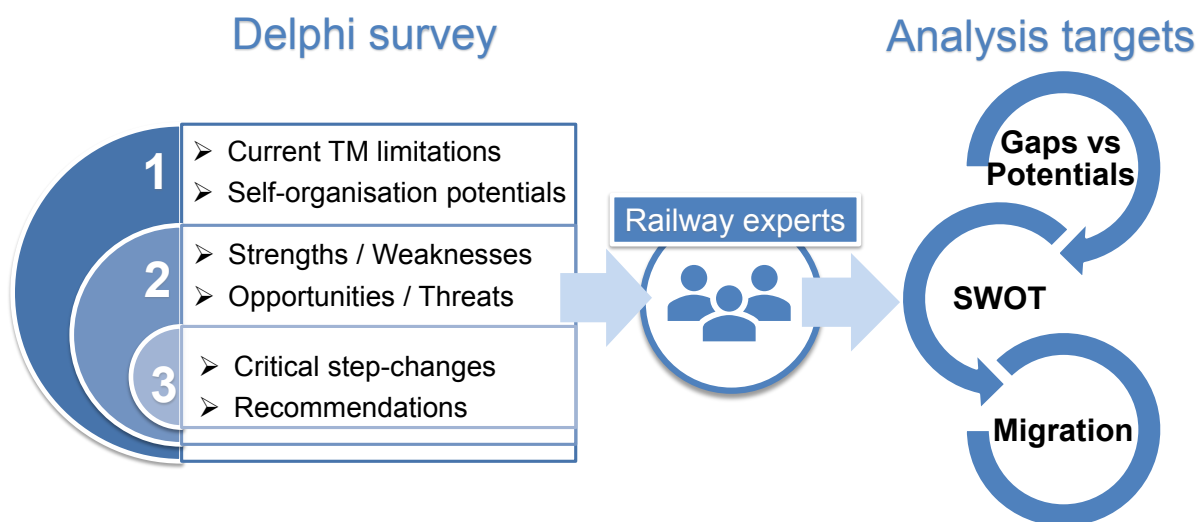 Delphi survey
1
➢ Current TM limitations
➢ Self-organisation potentials
2
➢ Strengths / Weaknesses
➢ Opportunities / Threats
3
➢ Critical step-changes
➢ Recommendations
Railway experts
Analysis targets
Gaps vs
Potentials
SWOT
Migration